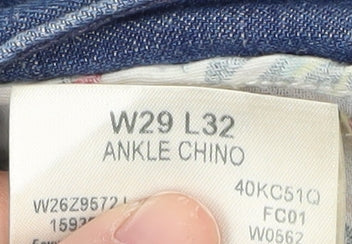 W29 L32
ANKLE CHINO
40KC51Q
W26Z9572
FC01
W0562